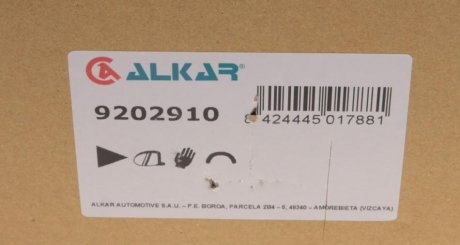 ALKAR®
9202910
8 424445 017881
ALKAR AUTOMOTIVE S.A.U. – P.E. BOROA, PARCELA 2B4 – 5, 48340 – AMOREBIETA (VIZCAYA)